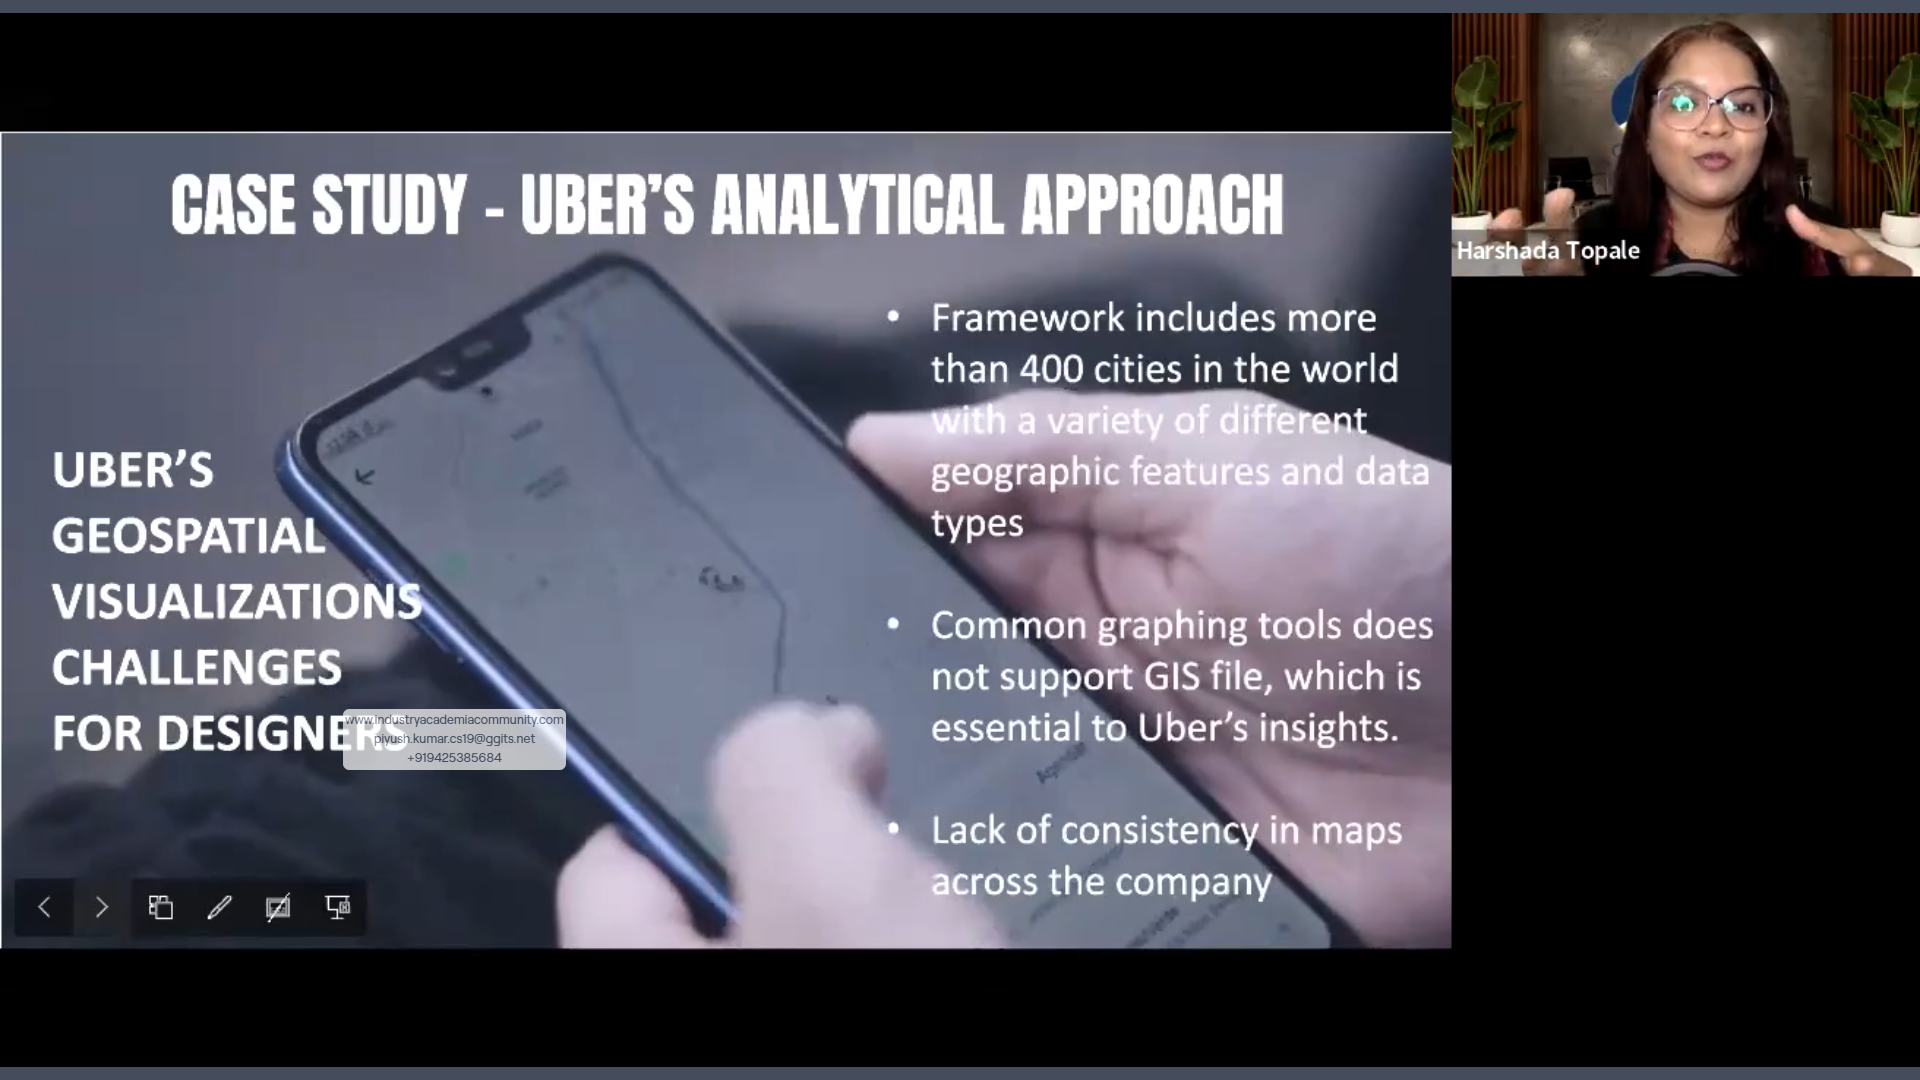 CASE STUDY - UBER'S ANALYTICAL APPROACH
UBER'S
GEOSPATIAL
VISUALIZATIONS
CHALLENGES
FOR DESIGNERS
• Framework includes more
than 400 cities in the world
with a variety of different
geographic features and data
types
• Common graphing tools does
not support GIS file, which is
essential to Uber's insights.
• Lack of consistency in maps
across the company
www.industryacademiacommunity.com
piyush.kumar.cs19@ggits.net
+919425385684
Harshada Topale